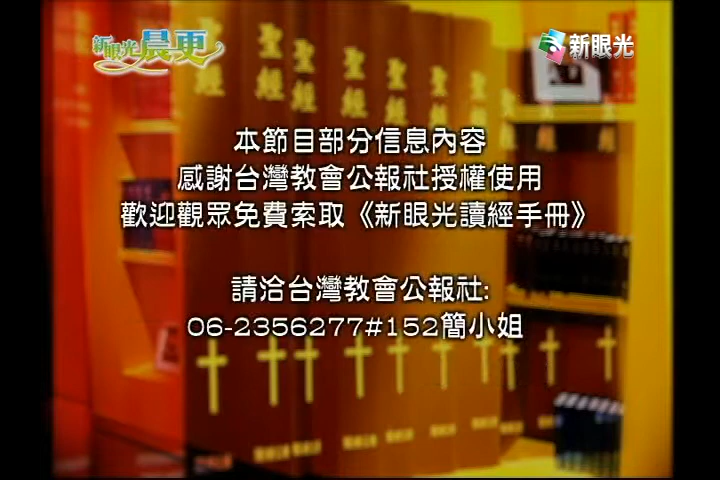 新眼光晨更
新眼光
聖經
聖經
聖經
聖經
聖經
聖經
本節目部分信息內容
感謝台灣教會公報社授權使用
歡迎觀眾免費索取《新眼光讀經手冊》
請洽台灣教會公報社:
06-2356277#152簡小姐